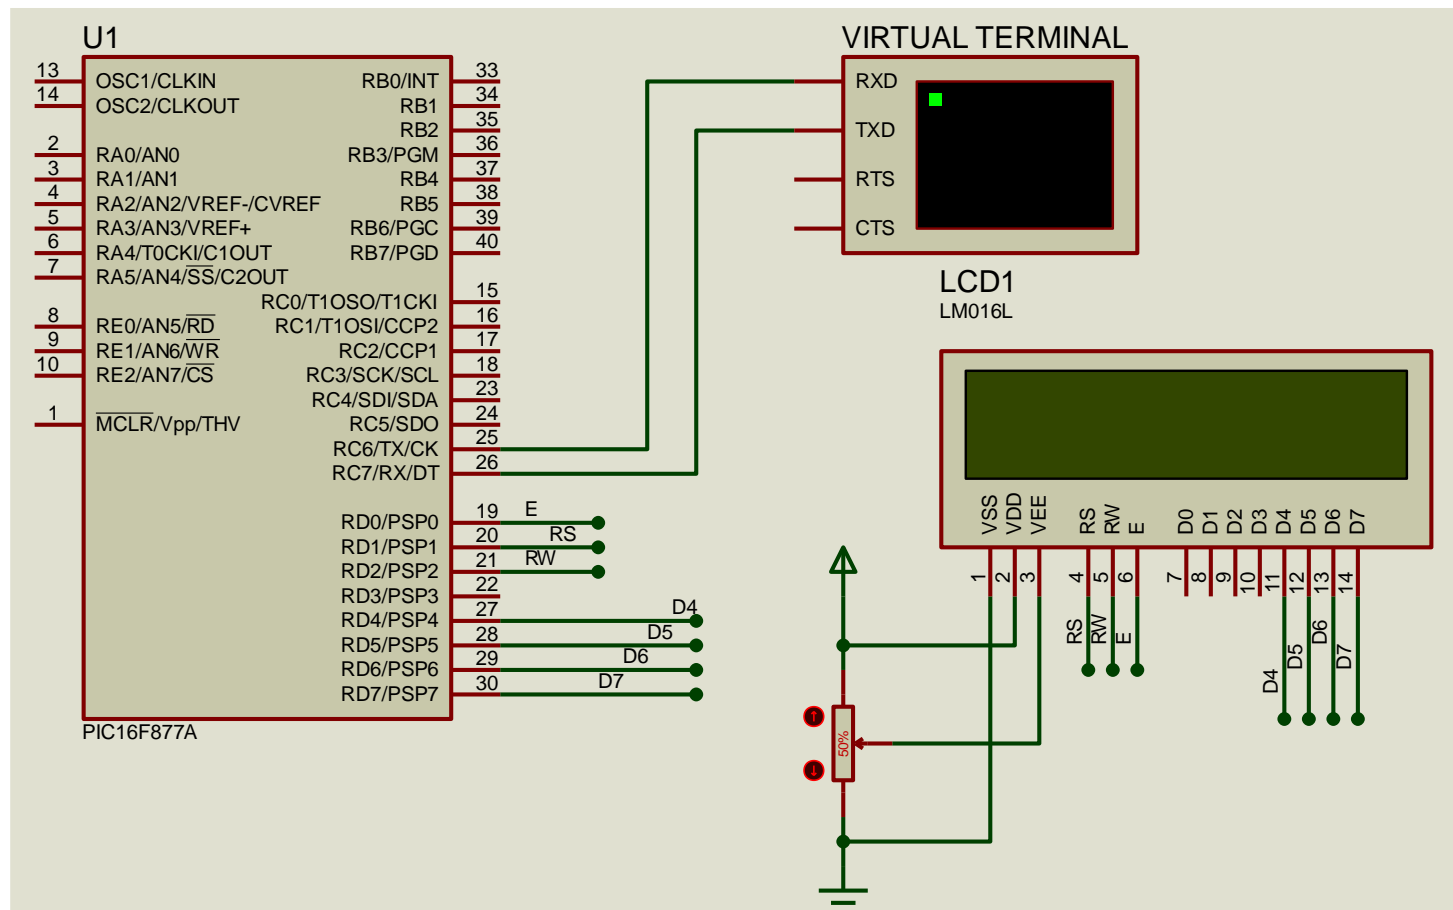 U1
13 OSC1/CLKIN
14 OSC2/CLKOUT
2 RA0/AN0
3 RA1/AN1
4 RA2/AN2/VREF-/CVREF
5 RA3/AN3/VREF+
6 RA4/T0CKI/C1OUT
7 RA5/AN4/SS/C2OUT
8 RE0/AN5/RD
9 RE1/AN6/WR
10 RE2/AN7/CS
1 MCLR/Vpp/THV
RB0/INT 33
RB1 34
RB2 35
RB3/PGM 36
RB4 37
RB5 38
RB6/PGC 39
RB7/PGD 40
RC0/T1OSO/T1CKI 15
RC1/T1OSI/CCP2 16
RC2/CCP1 17
RC3/SCK/SCL 18
RC4/SDI/SDA 23
RC5/SDO 24
RC6/TX/CK 25
RC7/RX/DT 26
RD0/PSP0 19 E
RD1/PSP1 20 RS
RD2/PSP2 21 RW
RD3/PSP3 22
RD4/PSP4 27 D4
RD5/PSP5 28 D5
RD6/PSP6 29 D6
RD7/PSP7 30 D7
PIC16F877A
VIRTUAL TERMINAL
RXD
TXD
RTS
CTS
LCD1
LM016L
VSS VDD VEE RS RW E D0 D1 D2 D3 D4 D5 D6 D7
1 2 3 4 5 6 7 8 9 10 11 12 13 14
RS RW E D4 D5 D6 D7
50%